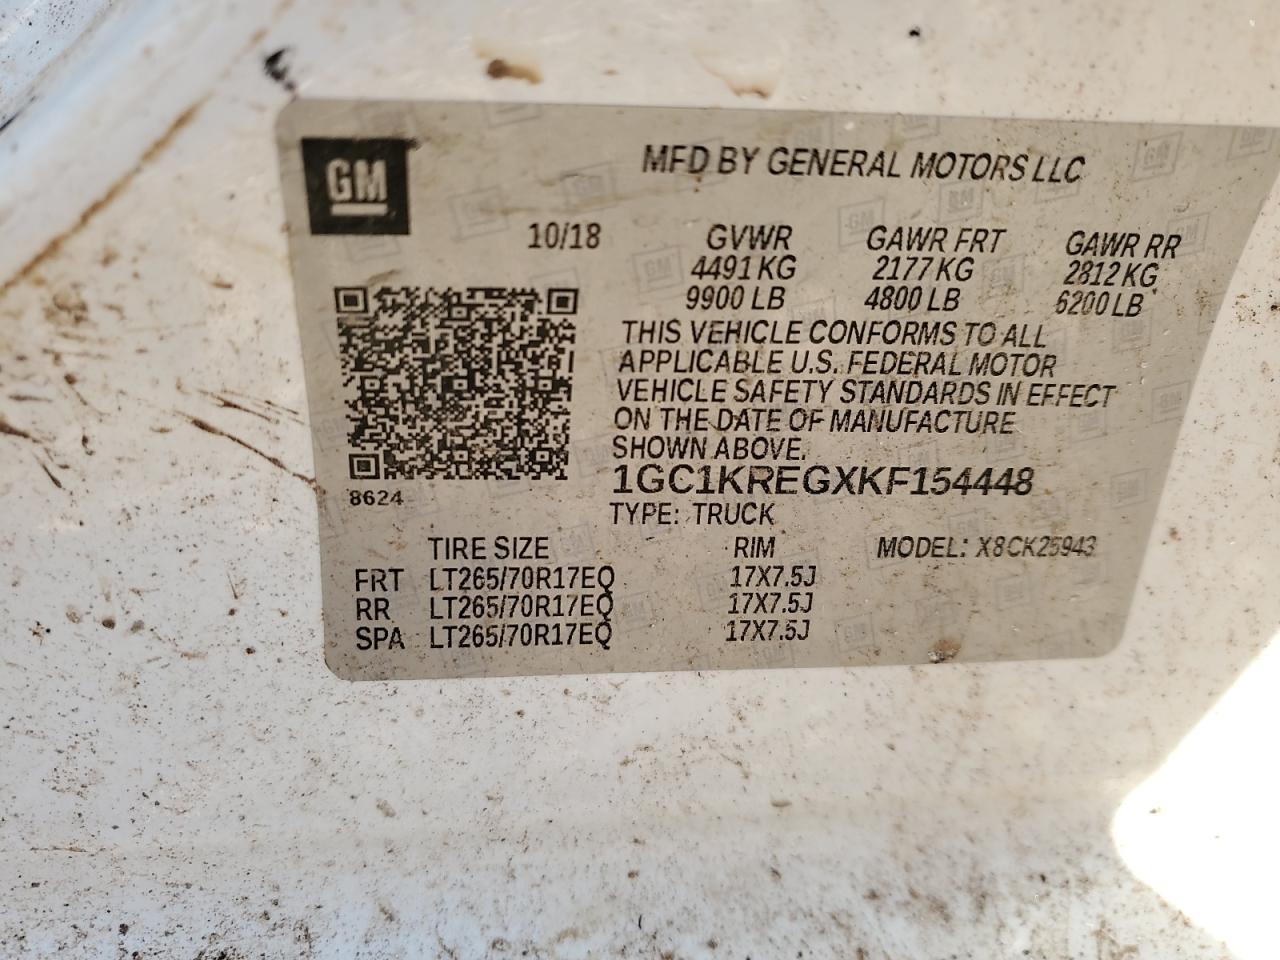 GM
MFD BY GENERAL MOTORS LLC
10/18 GVWR GAWR FRT GAWR RR
4491 KG 2177 KG 2812 KG
9900 LB 4800 LB 6200 LB
THIS VEHICLE CONFORMS TO ALL
APPLICABLE U.S. FEDERAL MOTOR
VEHICLE SAFETY STANDARDS IN EFFECT
ON THE DATE OF MANUFACTURE
SHOWN ABOVE.
1GC1KREGXKF154448
8624
TYPE: TRUCK
TIRE SIZE RIM MODEL: X8CK25943
FRT LT265/70R17EQ 17X7.5J
RR LT265/70R17EQ 17X7.5J
SPA LT265/70R17EQ 17X7.5J